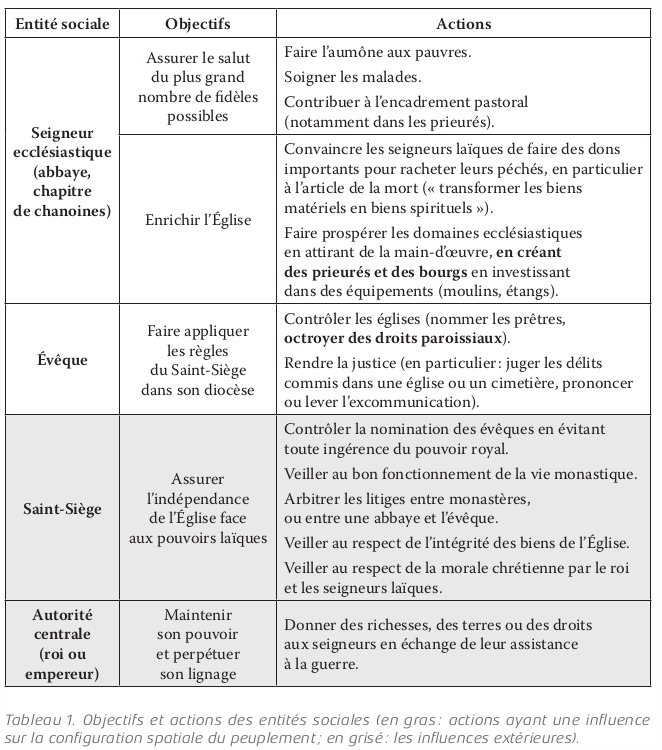 Entité sociale Objectifs Actions
Seigneur
ecclésiastique
(abbaye,
chapitre
de chanoines)
Assurer le salut
du plus grand
nombre de fidèles
possibles
Faire l’aumône aux pauvres.
Soigner les malades.
Contribuer à l’encadrement pastoral
(notamment dans les prieurés).
Enrichir l’Église
Convaincre les seigneurs laïques de faire des dons
importants pour racheter leurs péchés, en particulier
à l’article de la mort (« transformer les biens
matériels en biens spirituels »).
Faire prospérer les domaines ecclésiastiques
en attirant de la main-d’œuvre, en créant
des prieurés et des bourgs en investissant
dans des équipements (moulins, étangs).
Évêque
Faire appliquer
les règles
du Saint-Siège
dans son diocèse
Contrôler les églises (nommer les prêtres,
octroyer des droits paroissiaux).
Rendre la justice (en particulier : juger les délits
commis dans une église ou un cimetière, prononcer
ou lever l’excommunication).
Saint-Siège
Assurer
l’indépendance
de l’Église face
aux pouvoirs laïques
Contrôler la nomination des évêques en évitant
toute ingérence du pouvoir royal.
Veiller au bon fonctionnement de la vie monastique.
Arbitrer les litiges entre monastères,
ou entre une abbaye et l’évêque.
Veiller au respect de l’intégrité des biens de l’Église.
Veiller au respect de la morale chrétienne par le roi
et les seigneurs laïques.
Autorité
centrale
(roi ou
empereur)
Maintenir
son pouvoir
et perpétuer
son lignage
Donner des richesses, des terres ou des droits
aux seigneurs en échange de leur assistance
à la guerre.
Tableau 1. Objectifs et actions des entités sociales (en gras : actions ayant une influence
sur la configuration spatiale du peuplement ; en grisé : les influences extérieures).